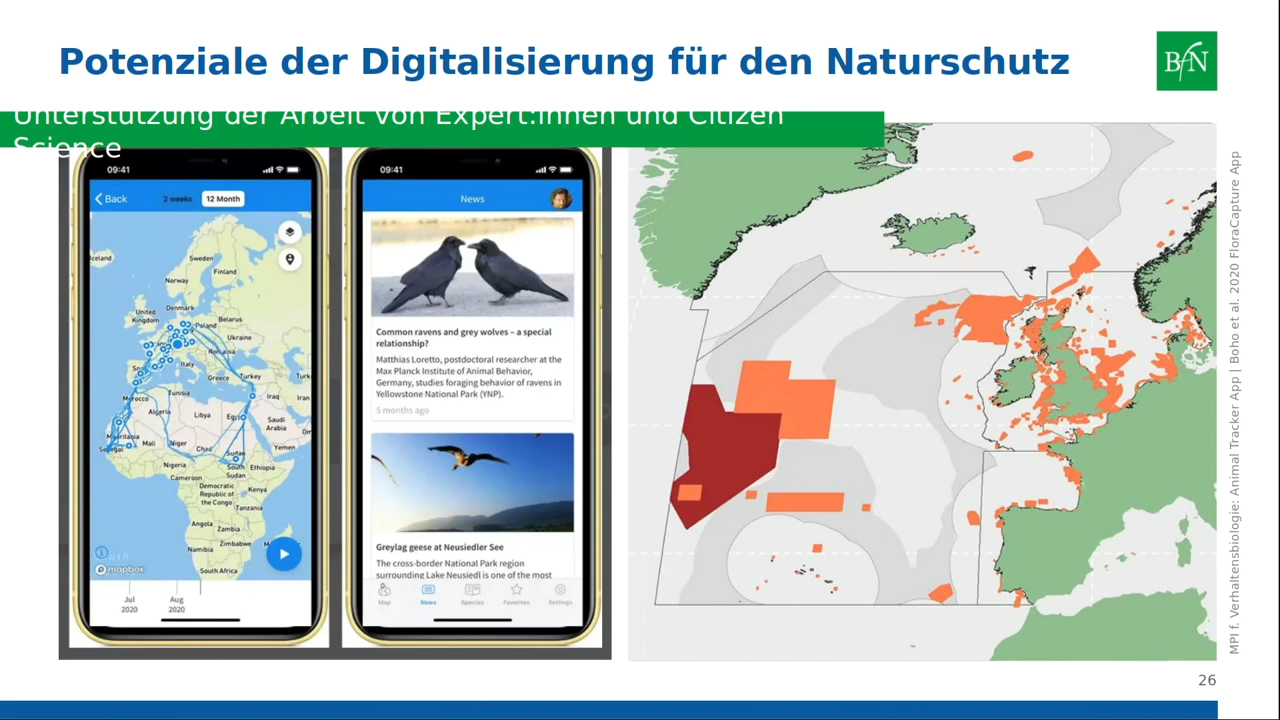 Potenziale der Digitalisierung für den Naturschutz
BfN
Unterstützung der Arbeit von Expert:innen und Citizen
Science
09:41
Back
2 weeks
12 Month
Iceland
Sweden
Finland
Norway
United
Kingdom
Denmark
Belarus
Poland
Ukraine
Romania
Italy
Greece
Turkey
Tunisia
Iraq
Iran
Morocco
Algeria
Libya
Egypt
Saudi
Arabia
Om
Mauritania
Mali
Niger
Chad
Sudan
Yemen
Senegal
Nigeria
South
Sudan
Ethiopia
Cameroon
Democratic
Republic of
the Congo
Kenya
Tanzania
Angola
Zambia
Zimbabwe
Namibia
South Africa
mapbox
Jul
2020
Aug
2020
09:41
News
Common ravens and grey wolves – a special
relationship?
Matthias Loretto, postdoctoral researcher at the
Max Planck Institute of Animal Behavior,
Germany, studies foraging behavior of ravens in
Yellowstone National Park (YNP).
5 months ago
Greylag geese at Neusiedler See
The cross-border National Park region
surrounding Lake Neusiedl is one of the most
Map
News
Species
Favorites
Settings
MPI f. Verhaltensbiologie: Animal Tracker App | Boho et al. 2020 FloraCapture App
26